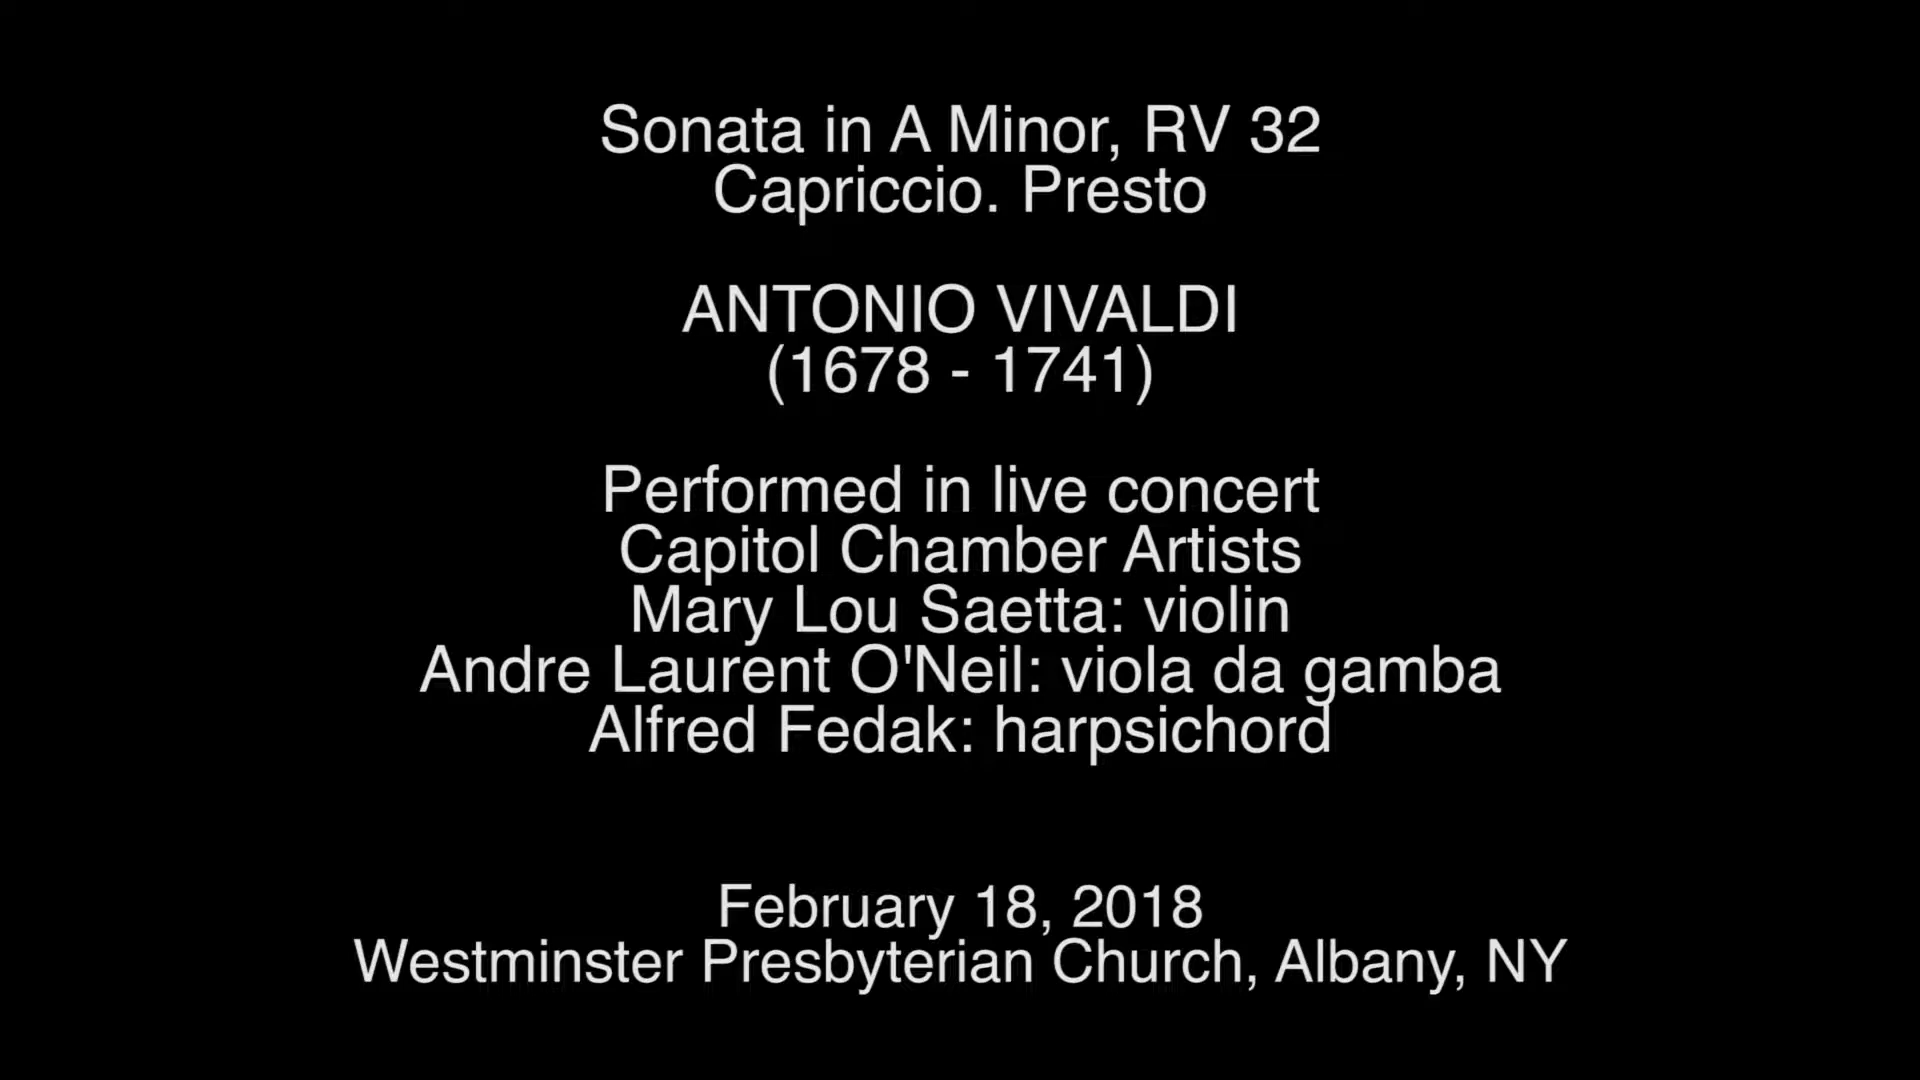 Sonata in A Minor, RV 32
Capriccio. Presto
ANTONIO VIVALDI
(1678 - 1741)
Performed in live concert
Capitol Chamber Artists
Mary Lou Saetta: violin
Andre Laurent O'Neil: viola da gamba
Alfred Fedak: harpsichord
February 18, 2018
Westminster Presbyterian Church, Albany, NY